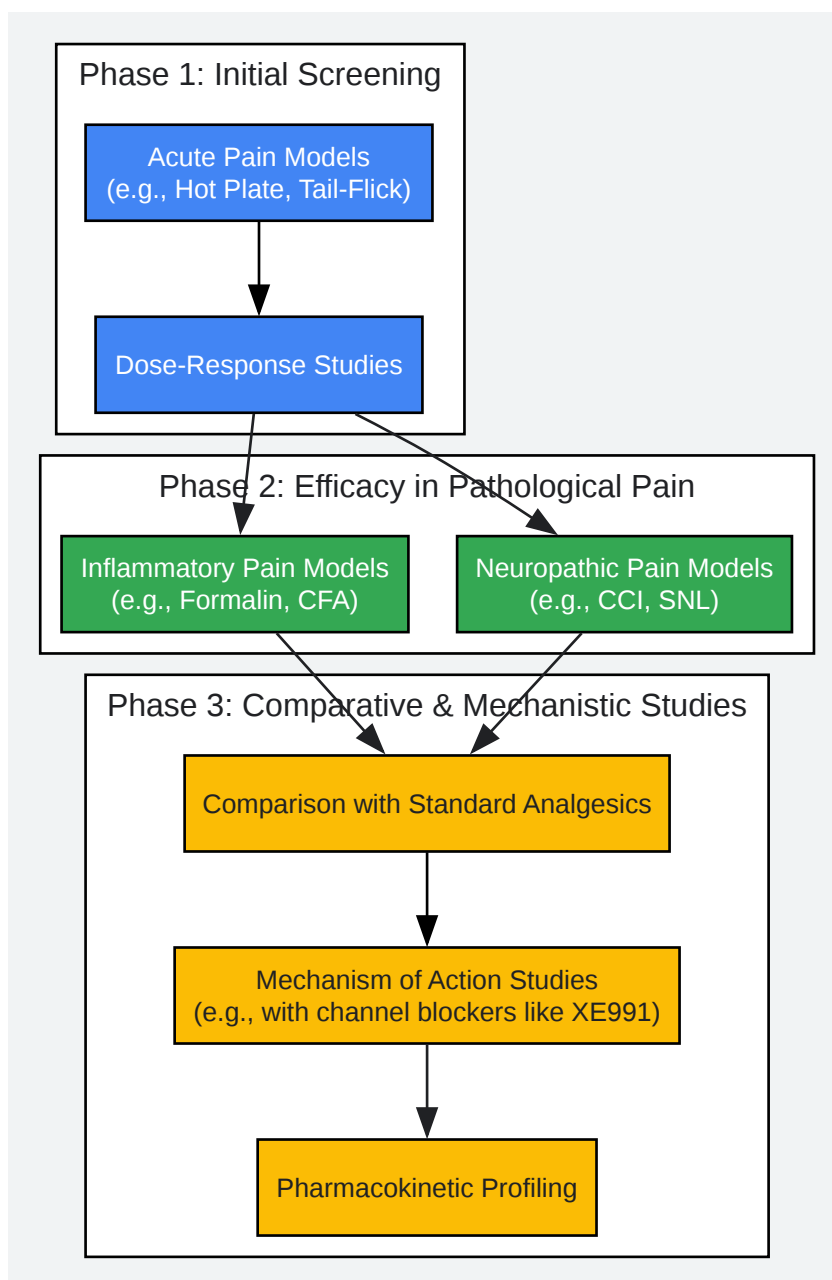 Phase 1: Initial Screening
Acute Pain Models
(e.g., Hot Plate, Tail-Flick)
Dose-Response Studies
Phase 2: Efficacy in Pathological Pain
Inflammatory Pain Models
(e.g., Formalin, CFA)
Neuropathic Pain Models
(e.g., CCI, SNL)
Phase 3: Comparative & Mechanistic Studies
Comparison with Standard Analgesics
Mechanism of Action Studies
(e.g., with channel blockers like XE991)
Pharmacokinetic Profiling